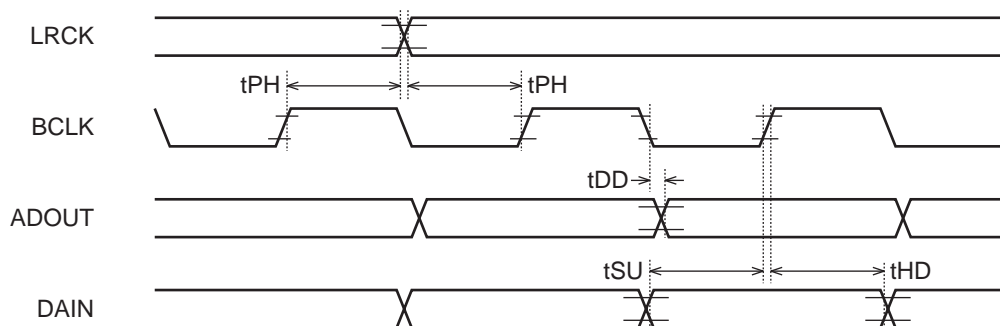 LRCK
tPH tPH
BCLK
tDD
ADOUT
tSU tHD
DAIN